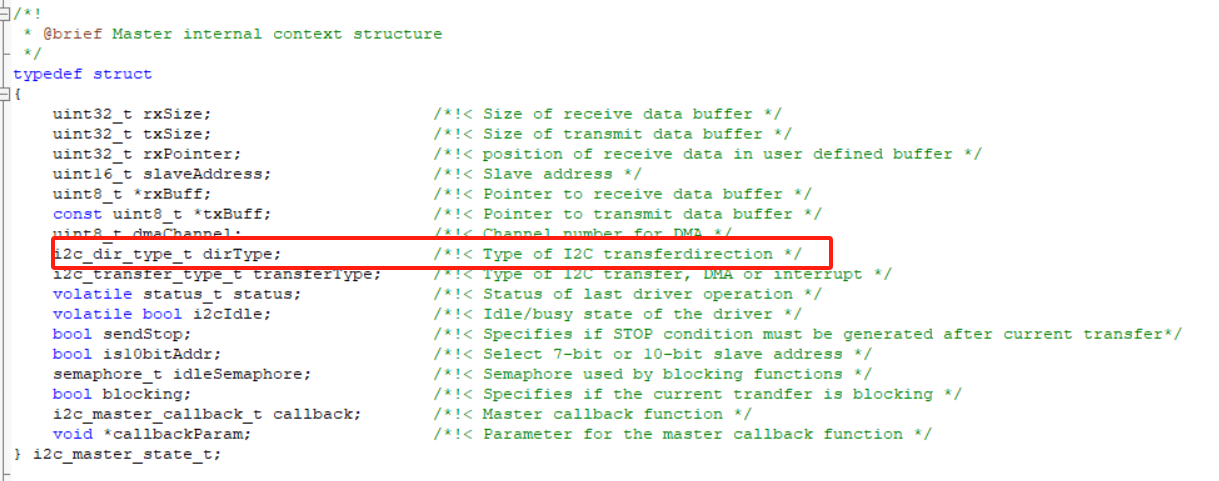 /*!
* @brief Master internal context structure
*/
typedef struct
{
uint32_t rxSize; /*!< Size of receive data buffer */
uint32_t txSize; /*!< Size of transmit data buffer */
uint32_t rxPointer; /*!< position of receive data in user defined buffer */
uint16_t slaveAddress; /*!< Slave address */
uint8_t *rxBuff; /*!< Pointer to receive data buffer */
const uint8_t *txBuff; /*!< Pointer to transmit data buffer */
uint8_t dmaChannel; /*!< Channel number for DMA */
i2c_dir_type_t dirType; /*!< Type of I2C transferdirection */
i2c_transfer_type_t transferType; /*!< Type of I2C transfer, DMA or interrupt */
volatile status_t status; /*!< Status of last driver operation */
volatile bool i2cIdle; /*!< Idle/busy state of the driver */
bool sendStop; /*!< Specifies if STOP condition must be generated after current transfer*/
bool is10bitAddr; /*!< Select 7-bit or 10-bit slave address */
semaphore_t idleSemaphore; /*!< Semaphore used by blocking functions */
bool blocking; /*!< Specifies if the current trandfer is blocking */
i2c_master_callback_t callback; /*!< Master callback function */
void *callbackParam; /*!< Parameter for the master callback function */
} i2c_master_state_t;